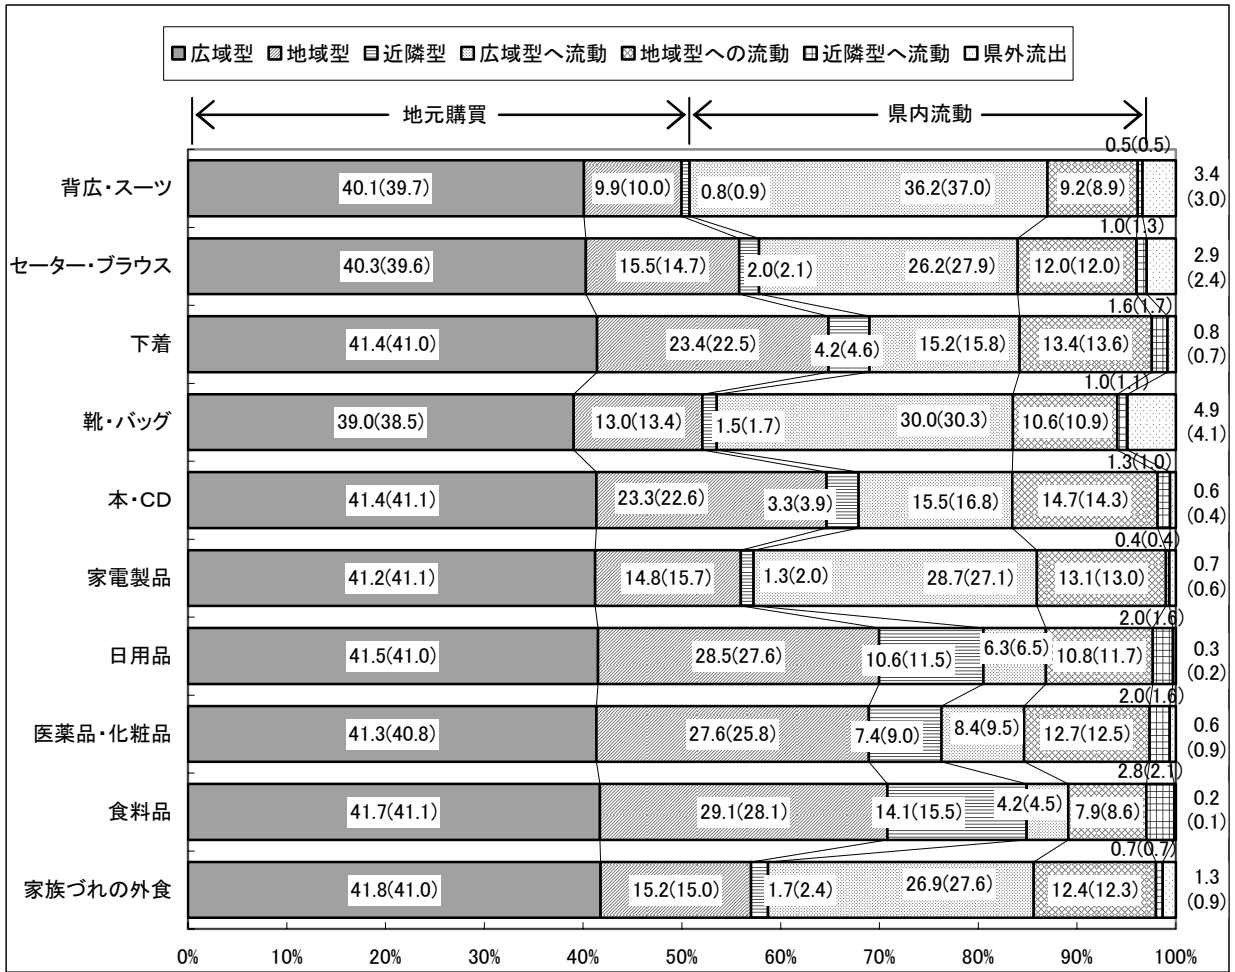 広域型 地域型 近隣型 広域型へ流動 地域型への流動 近隣型へ流動 県外流出
地元購買 県内流動
0.5(0.5)
背広・スーツ 40.1(39.7) 9.9(10.0) 0.8(0.9) 36.2(37.0) 9.2(8.9) 3.4
(3.0)
1.0(1.3)
セーター・ブラウス 40.3(39.6) 15.5(14.7) 2.0(2.1) 26.2(27.9) 12.0(12.0) 2.9
(2.4)
1.6(1.7)
下着 41.4(41.0) 23.4(22.5) 4.2(4.6) 15.2(15.8) 13.4(13.6) 0.8
(0.7)
1.0(1.1)
靴・バッグ 39.0(38.5) 13.0(13.4) 1.5(1.7) 30.0(30.3) 10.6(10.9) 4.9
(4.1)
1.3(1.0)
本・CD 41.4(41.1) 23.3(22.6) 3.3(3.9) 15.5(16.8) 14.7(14.3) 0.6
(0.4)
0.4(0.4)
家電製品 41.2(41.1) 14.8(15.7) 1.3(2.0) 28.7(27.1) 13.1(13.0) 0.7
(0.6)
2.0(1.6)
日用品 41.5(41.0) 28.5(27.6) 10.6(11.5) 6.3(6.5) 10.8(11.7) 0.3
(0.2)
2.0(1.6)
医薬品・化粧品 41.3(40.8) 27.6(25.8) 7.4(9.0) 8.4(9.5) 12.7(12.5) 0.6
(0.9)
2.8(2.1)
食料品 41.7(41.1) 29.1(28.1) 14.1(15.5) 4.2(4.5) 7.9(8.6) 0.2
(0.1)
0.7(0.7)
家族づれの外食 41.8(41.0) 15.2(15.0) 1.7(2.4) 26.9(27.6) 12.4(12.3) 1.3
(0.9)
0% 10% 20% 30% 40% 50% 60% 70% 80% 90% 100%